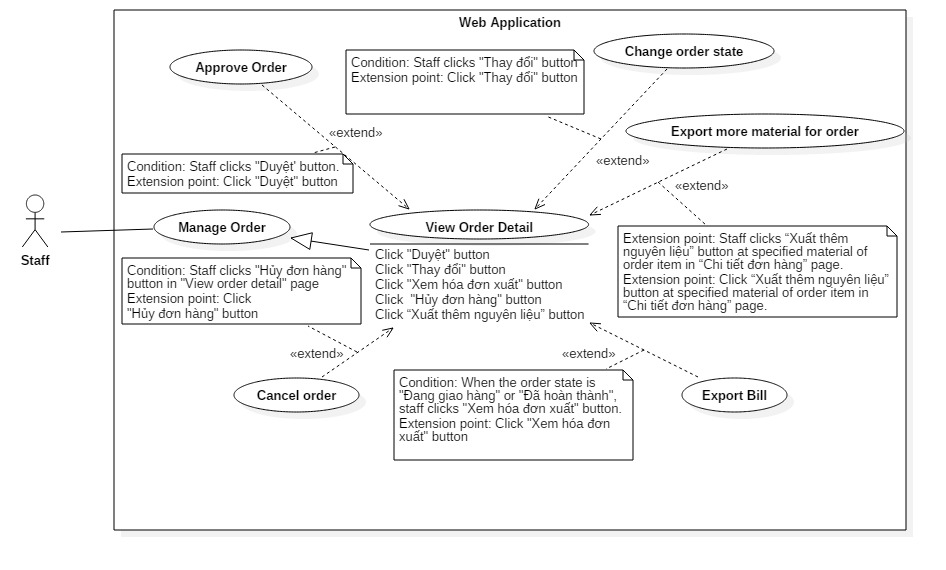 Web Application
Approve Order
Condition: Staff clicks "Thay đổi" button
Extension point: Click "Thay đổi" button
Change order state
Export more material for order
«extend»
«extend»
«extend»
Condition: Staff clicks "Duyệt' button.
Extension point: Click "Duyệt" button
Staff
Manage Order
View Order Detail
Click "Duyệt" button
Click "Thay đổi" button
Click "Xem hóa đơn xuất" button
Click  "Hủy đơn hàng" button
Click “Xuất thêm nguyên liệu” button
Extension point: Staff clicks “Xuất thêm
nguyên liệu” button at specified material of
order item in “Chi tiết đơn hàng” page.
Extension point: Click “Xuất thêm nguyên liệu”
button at specified material of order item in
“Chi tiết đơn hàng” page.
Condition: Staff clicks "Hủy đơn hàng"
button in "View order detail" page
Extension point: Click
"Hủy đơn hàng" button
«extend»
«extend»
Cancel order
Condition: When the order state is
"Đang giao hàng" or "Đã hoàn thành",
staff clicks "Xem hóa đơn xuất" button.
Extension point: Click "Xem hóa đơn
xuất" button
Export Bill